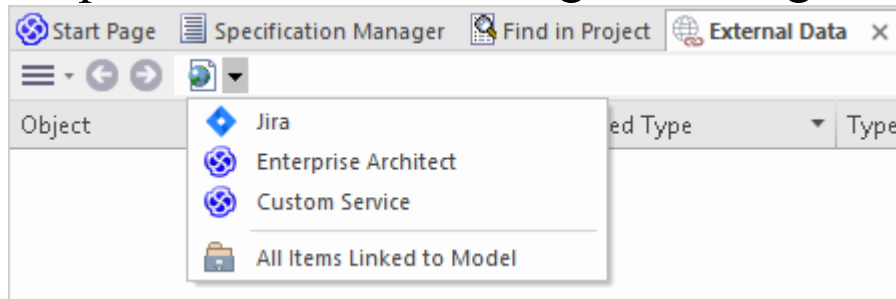 Start Page Specification Manager Find in Project External Data
Object ed Type Type
Jira
Enterprise Architect
Custom Service
All Items Linked to Model